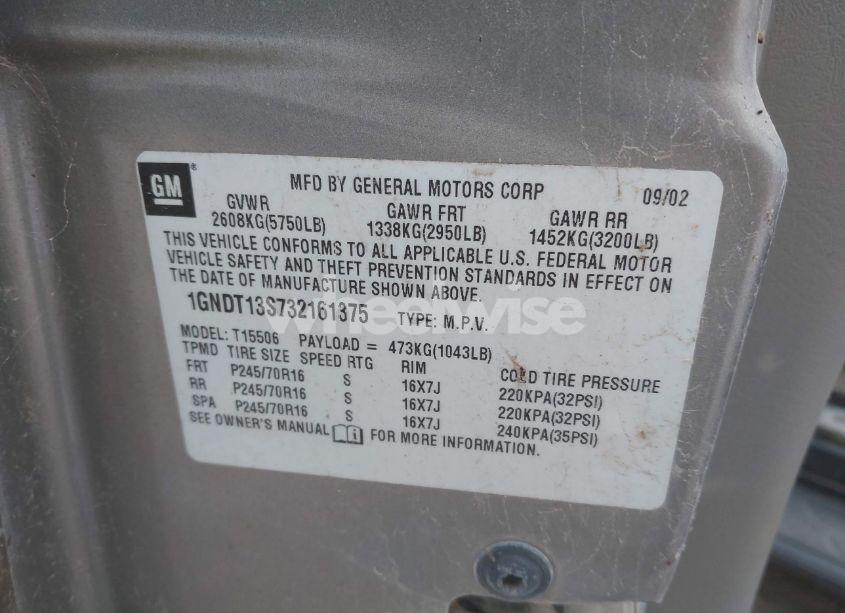 GM
MFD BY GENERAL MOTORS CORP 09/02
GVWR GAWR FRT GAWR RR
2608KG(5750LB) 1338KG(2950LB) 1452KG(3200LB)
THIS VEHICLE CONFORMS TO ALL APPLICABLE U.S. FEDERAL MOTOR
VEHICLE SAFETY AND THEFT PREVENTION STANDARDS IN EFFECT ON
THE DATE OF MANUFACTURE SHOWN ABOVE.
1GNDT13S732161375 TYPE: M.P.V.
wheelwise
MODEL: T15506 PAYLOAD = 473KG(1043LB)
TPMD TIRE SIZE SPEED RTG RIM COLD TIRE PRESSURE
FRT P245/70R16 S 16X7J 220KPA(32PSI)
RR P245/70R16 S 16X7J 220KPA(32PSI)
SPA P245/70R16 S 16X7J 240KPA(35PSI)
SEE OWNER'S MANUAL FOR MORE INFORMATION.